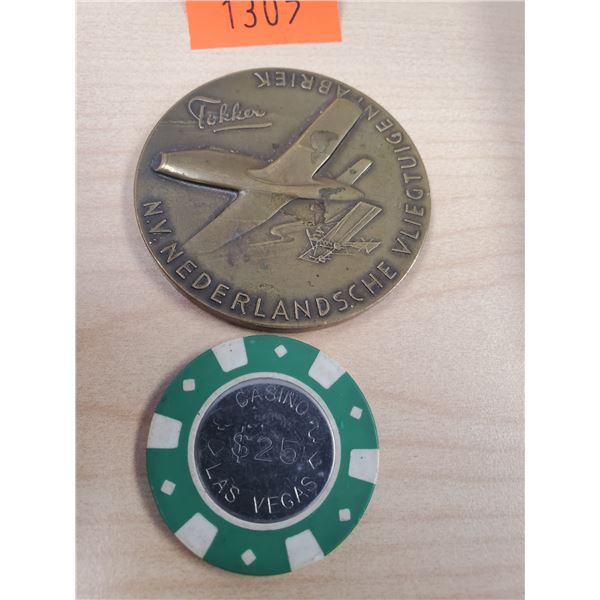 1307
Fokker
N.V. NEDERLANDSCHE VLIEGTUIGENFABRIEK
CASINO
$25
LAS VEGAS